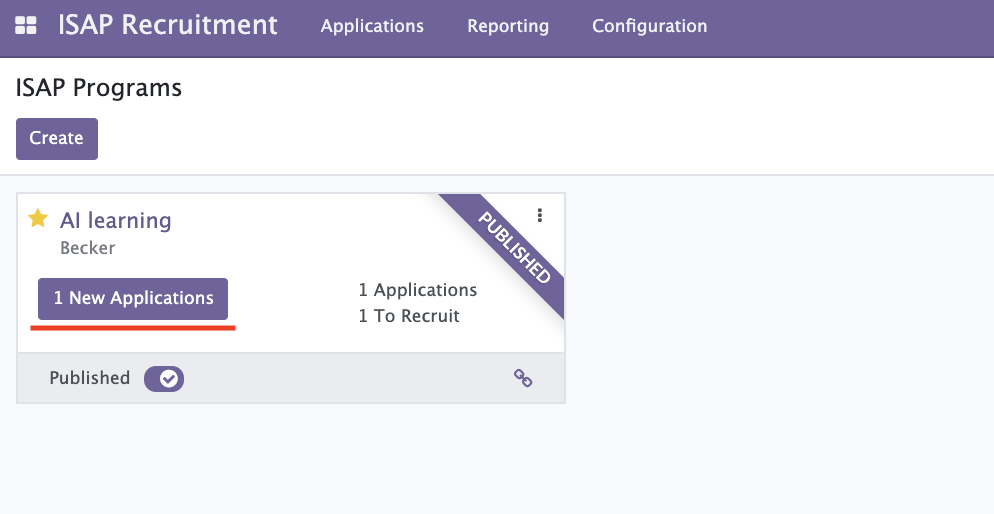 ISAP Recruitment Applications Reporting Configuration
ISAP Programs
Create
AI learning
Becker
PUBLISHED
1 New Applications
1 Applications
1 To Recruit
Published